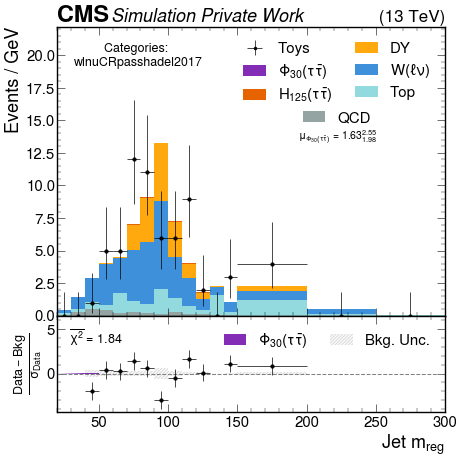 CMS Simulation Private Work (13 TeV)
Events / GeV
Categories:
wlnuCRpasshadel2017
Toys
Φ30(ττ̄)
H125(ττ̄)
DY
W(ℓν)
Top
QCD
μΦ30(ττ̄) = 1.63 2.55 1.98
20.0
17.5
15.0
12.5
10.0
7.5
5.0
2.5
0.0
χ² = 1.84
Φ30(ττ̄)
Bkg. Unc.
Data − Bkg
σData
5
0
50 100 150 200 250 300
Jet mreg